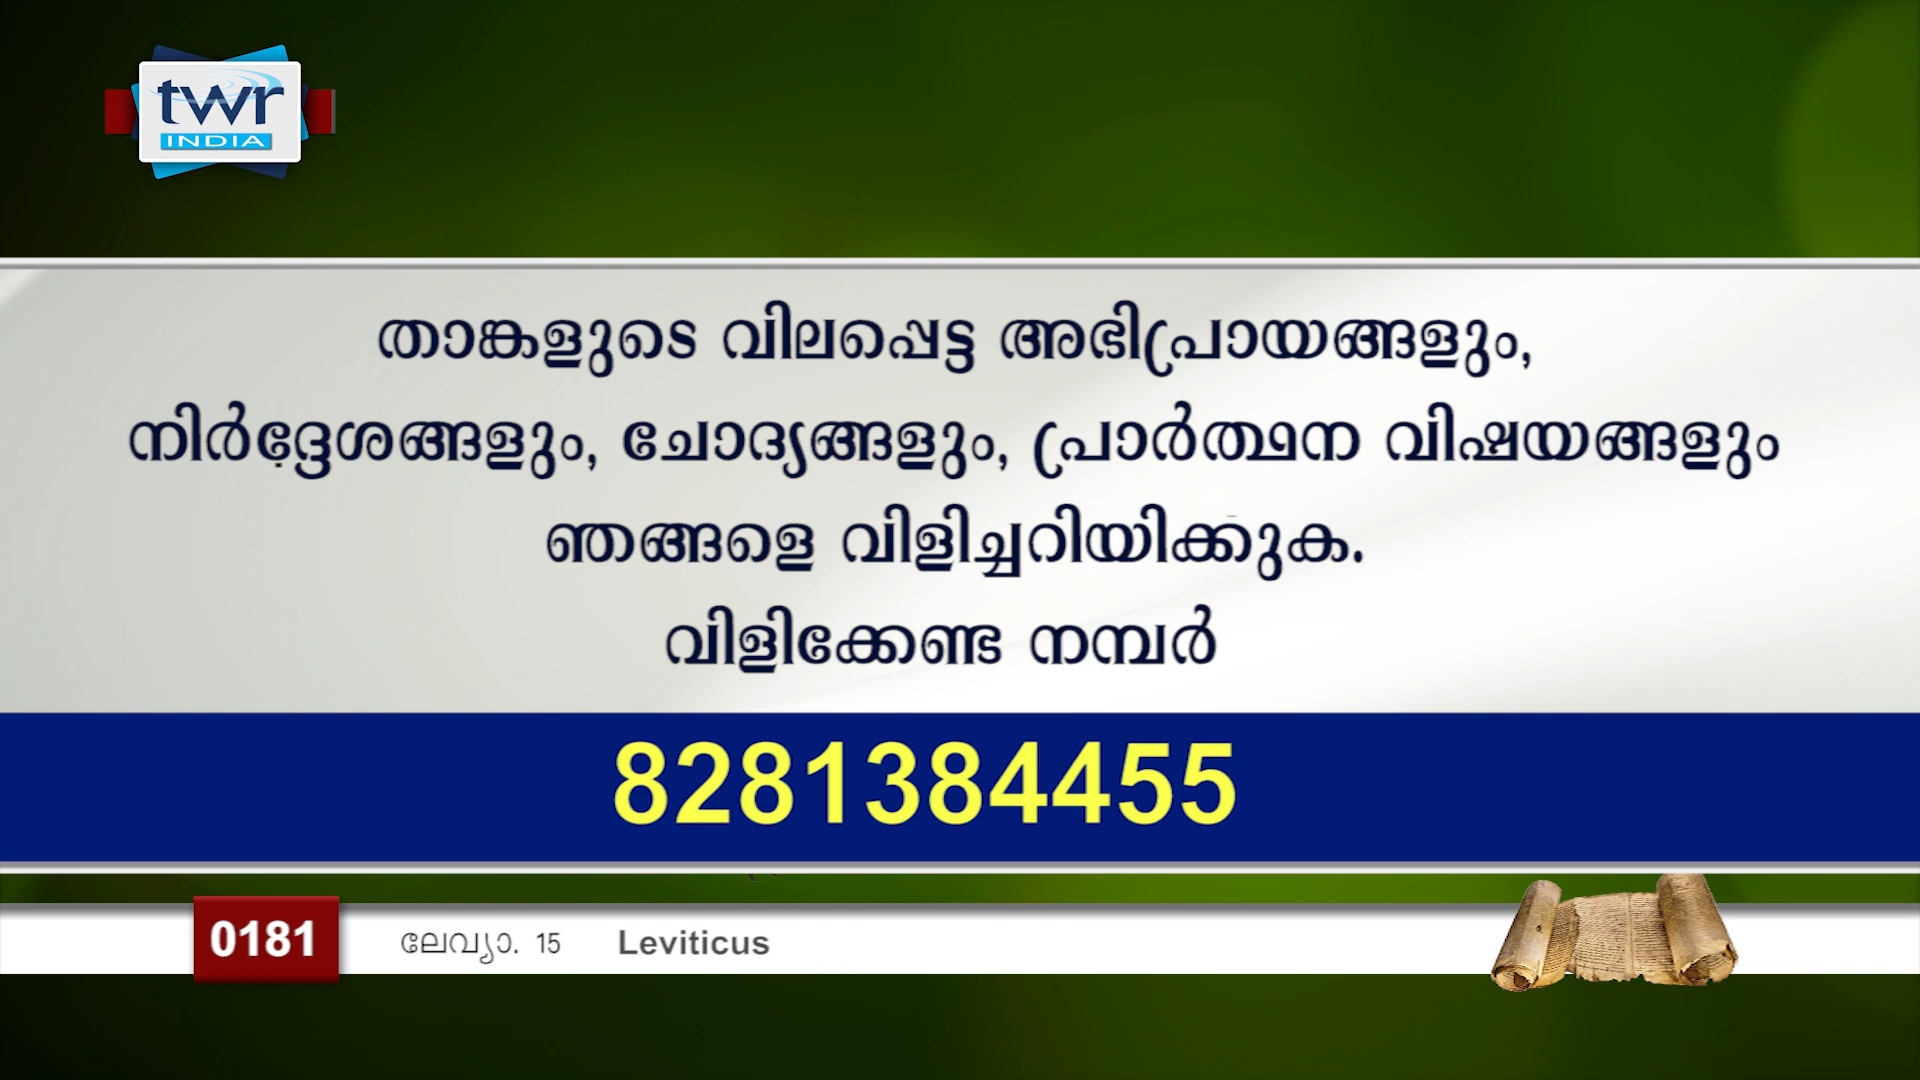 twr
INDIA
താങ്കളുടെ വിലപ്പെട്ട അഭിപ്രായങ്ങളും,
നിർദ്ദേശങ്ങളും, ചോദ്യങ്ങളും, പ്രാർത്ഥന വിഷയങ്ങളും
ഞങ്ങളെ വിളിച്ചറിയിക്കുക.
വിളിക്കേണ്ട നമ്പർ
8281384455
0181 ലേവ്യാ. 15 Leviticus